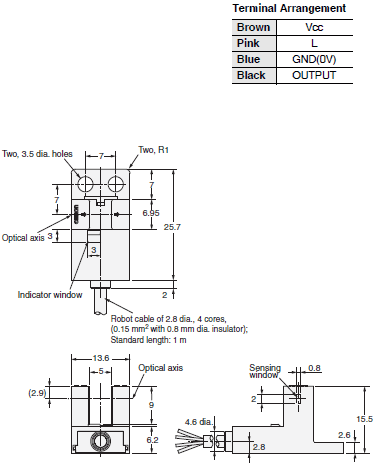 Terminal Arrangement
Brown Vcc
Pink L
Blue GND(0V)
Black OUTPUT
Two, 3.5 dia. holes
7
Two, R1
7
7
6.95
25.7
Optical axis
3
3
Indicator window
2
Robot cable of 2.8 dia., 4 cores,
(0.15 mm² with 0.8 mm dia. insulator);
Standard length: 1 m
13.6
5
Optical axis
(2.9)
9
6.2
Sensing
window
0.8
2
4.6 dia.
15.5
2.6
2.8